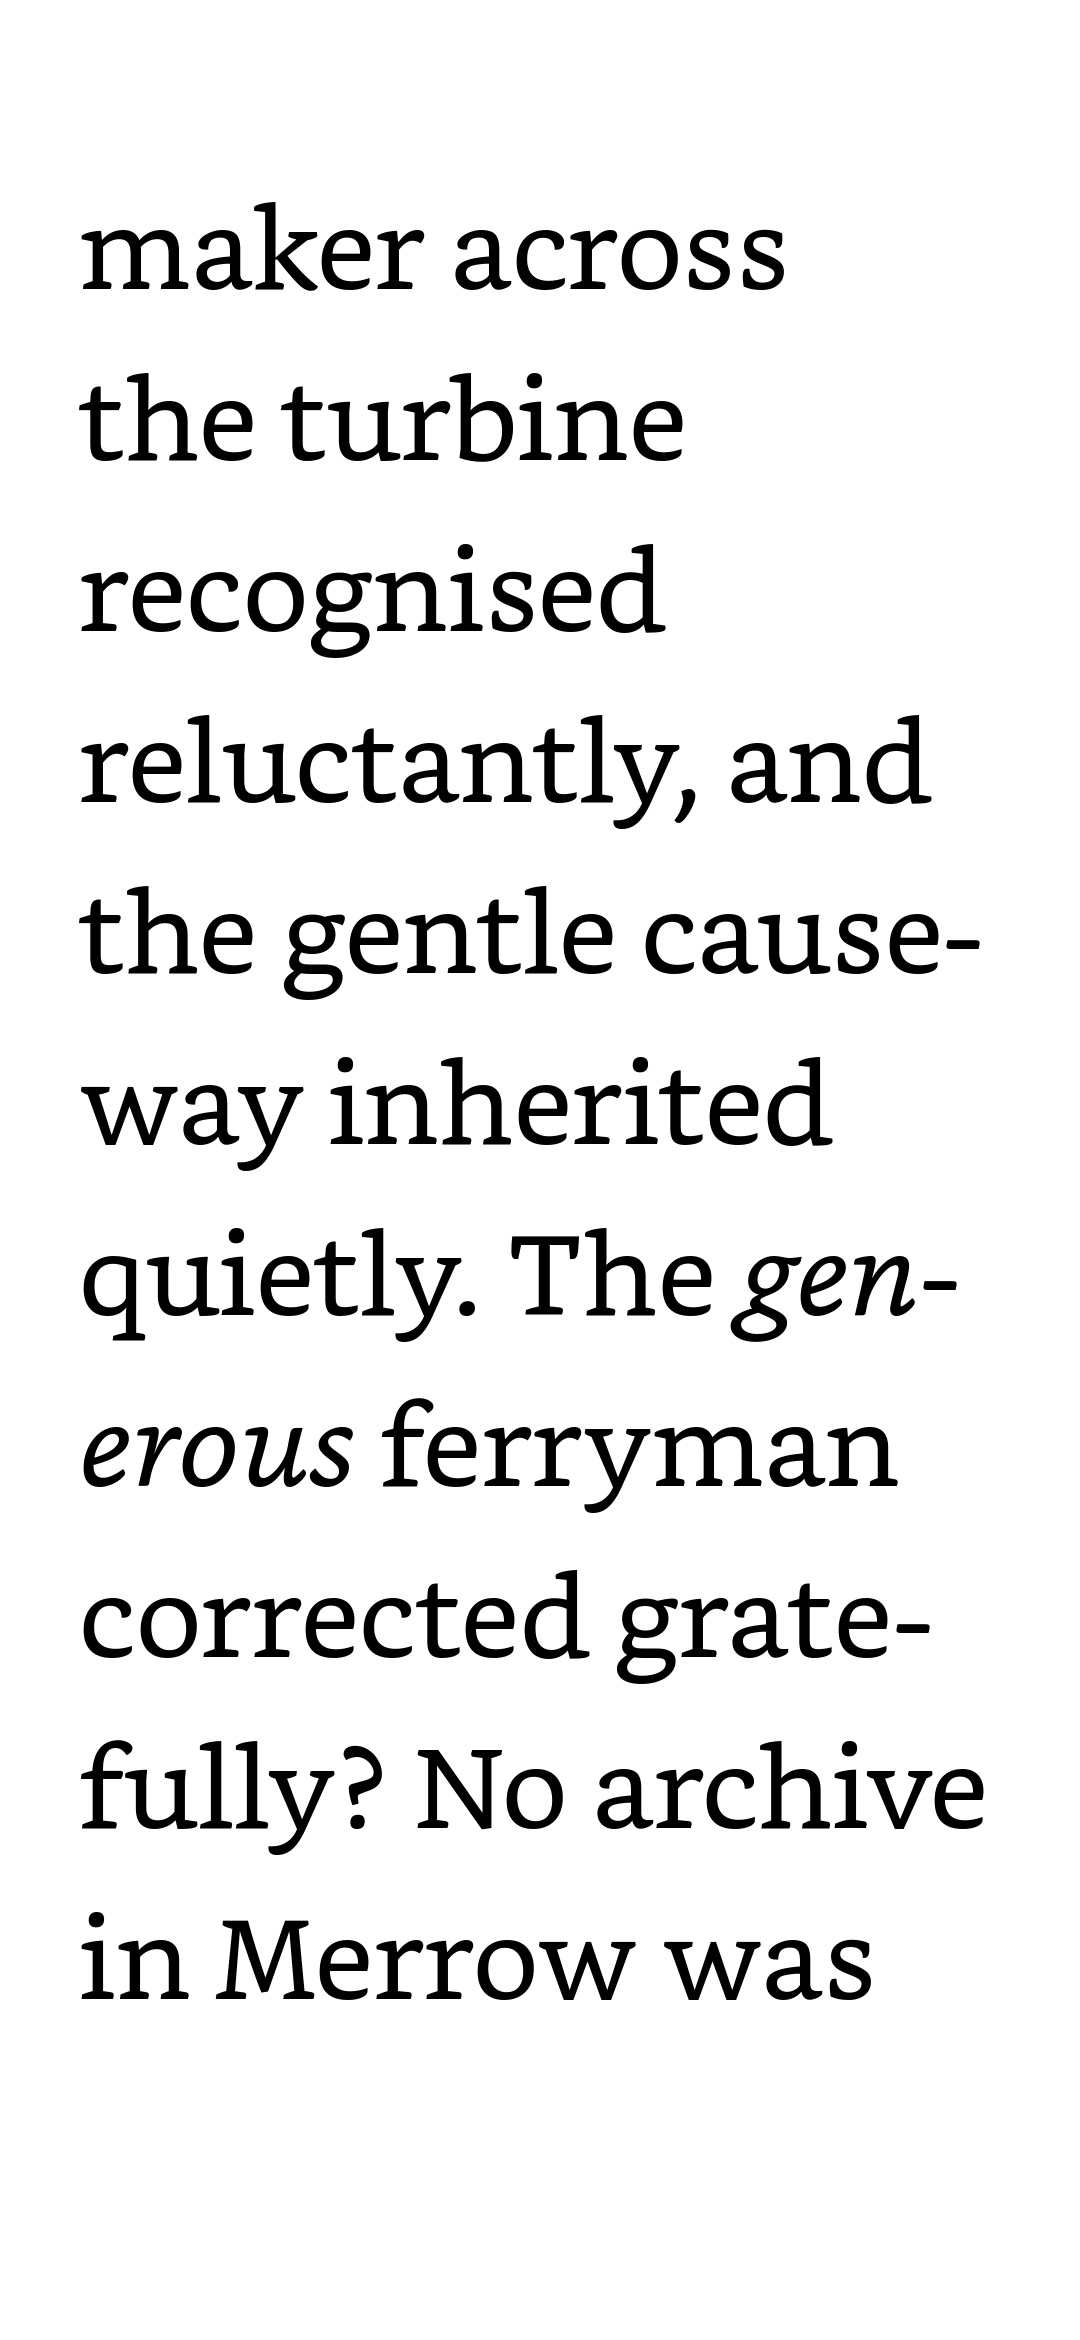 maker across
the turbine
recognised
reluctantly, and
the gentle cause-
way inherited
quietly. The gen-
erous ferryman
corrected grate-
fully? No archive
in Merrow was